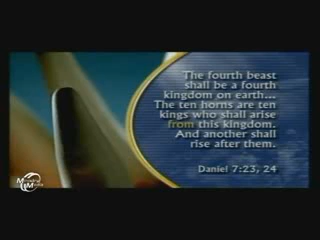 The fourth beast
shall be a fourth
kingdom on earth...
The ten horns are ten
kings who shall arise
from this kingdom.
And another shall
rise after them.
Daniel 7:23, 24